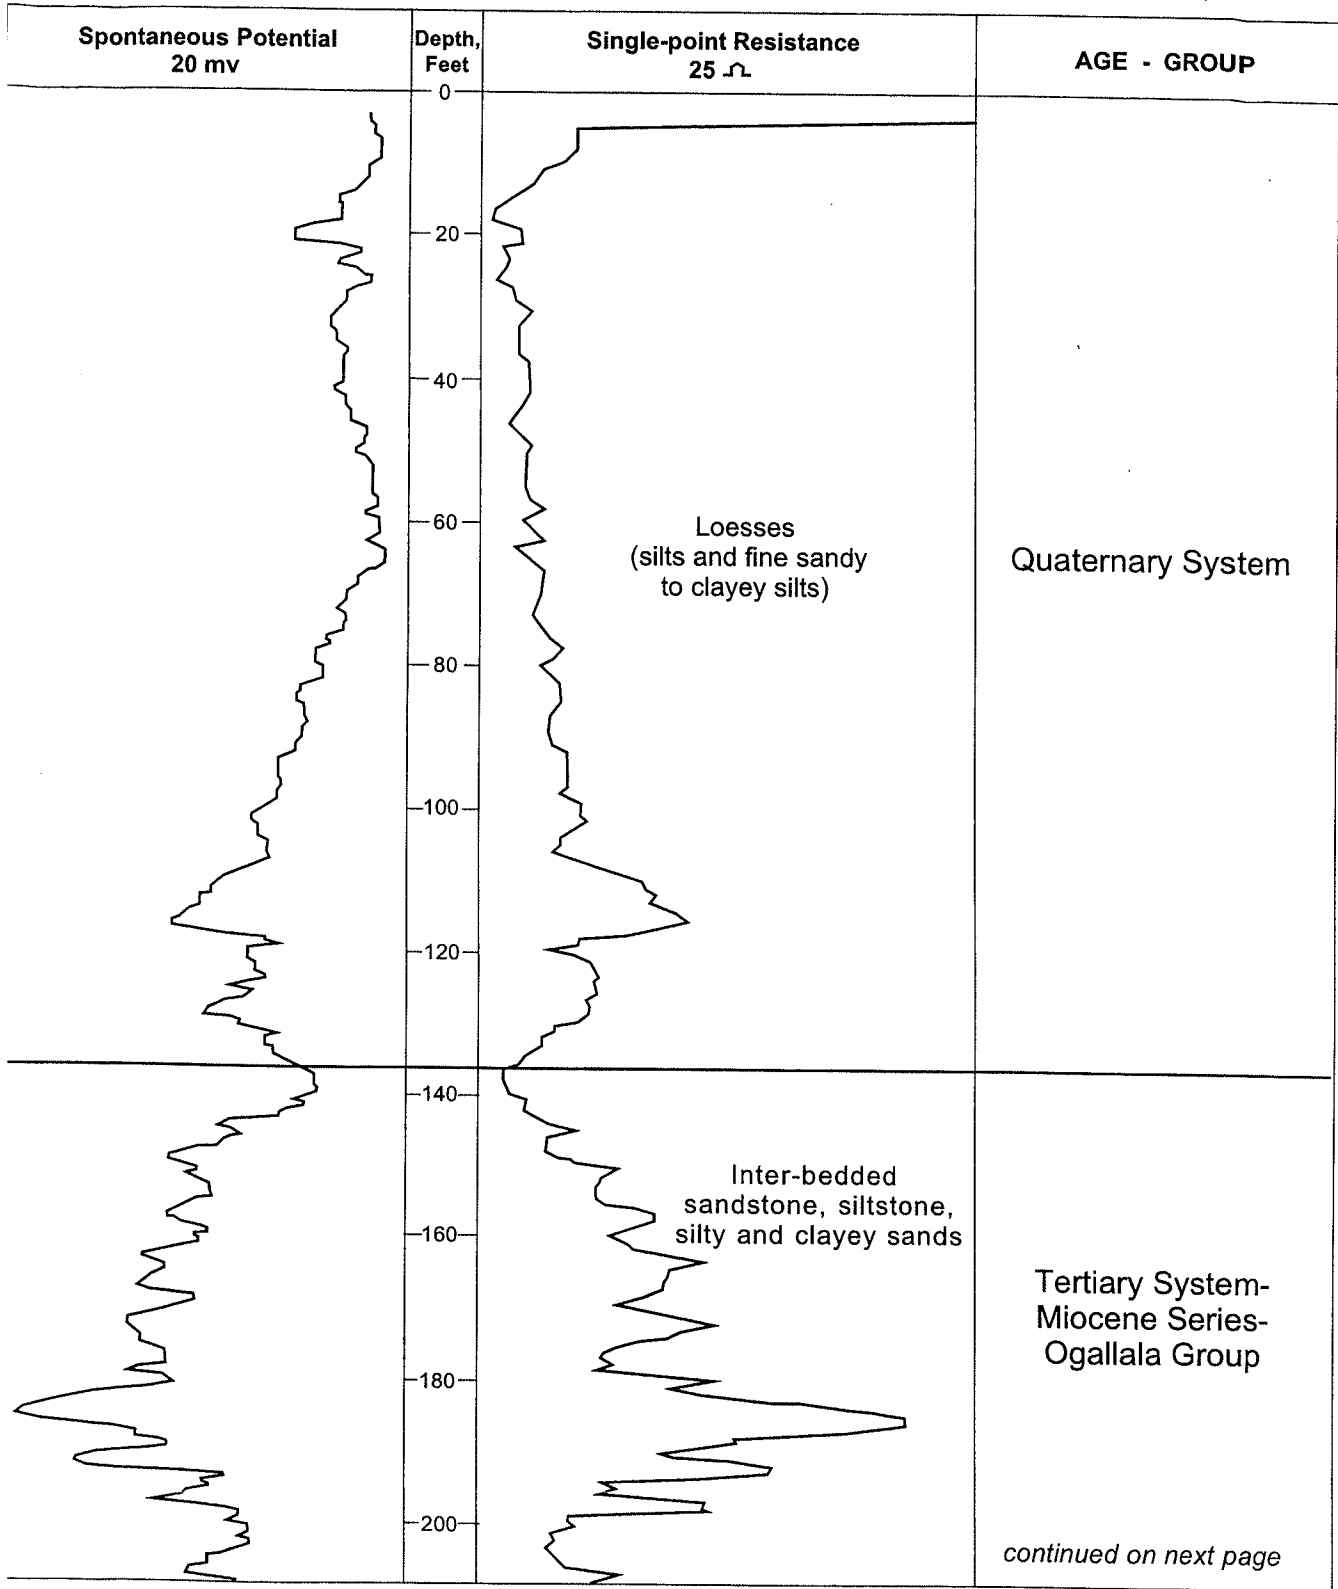 Spontaneous Potential
20 mv
Depth,
Feet
Single-point Resistance
25
AGE - GROUP
0
20
40
60
80
100
120
140
160
180
200
Loesses
(silts and fine sandy
to clayey silts)
Quaternary System
Inter-bedded
sandstone, siltstone,
silty and clayey sands
Tertiary System-
Miocene Series-
Ogallala Group
continued on next page